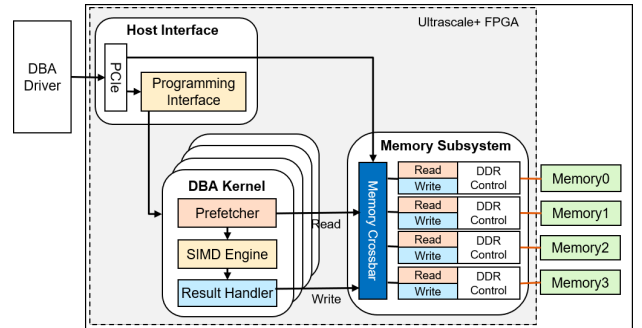 Ultrascale+ FPGA
Host Interface
DBA
Driver
PCIe
Programming
Interface
DBA Kernel
Prefetcher
SIMD Engine
Result Handler
Read
Write
Memory Subsystem
Memory Crossbar
Read
Write
DDR
Control
Memory0
Read
Write
DDR
Control
Memory1
Read
Write
DDR
Control
Memory2
Read
Write
DDR
Control
Memory3